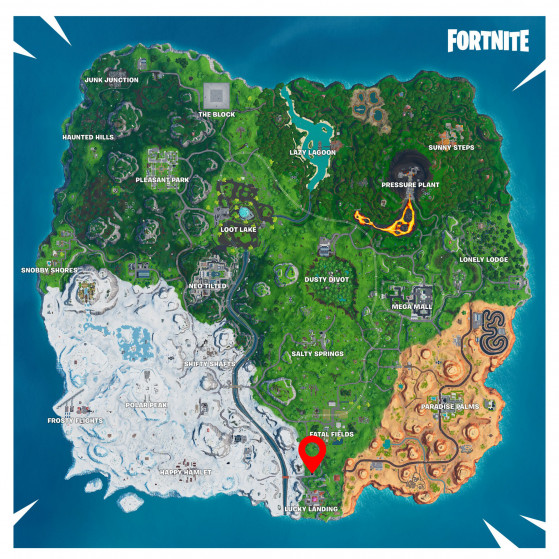 FORTNITE
JUNK JUNCTION
THE BLOCK
HAUNTED HILLS
LAZY LAGOON
SUNNY STEPS
PLEASANT PARK
PRESSURE PLANT
LOOT LAKE
LONELY LODGE
SNOBBY SHORES
DUSTY DIVOT
NEO TILTED
MEGA MALL
SALTY SPRINGS
SHIFTY SHAFTS
POLAR PEAK
PARADISE PALMS
FROSTY FLIGHTS
FATAL FIELDS
HAPPY HAMLET
LUCKY LANDING